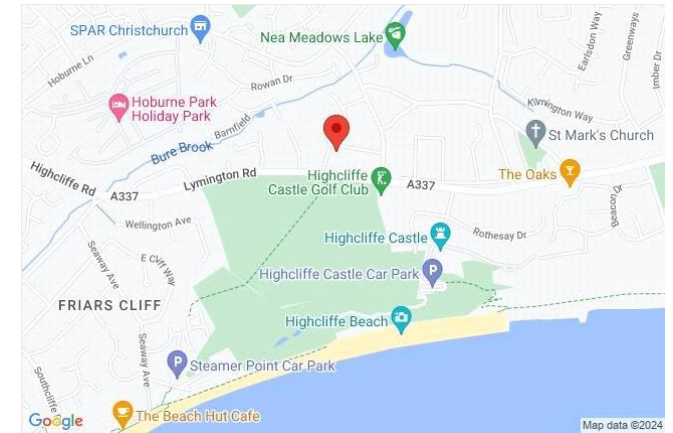 SPAR Christchurch
Nea Meadows Lake
Earlsdon Way
Greenways
Imber Dr
Hoburne Ln
Rowan Dr
Hoburne Park
Holiday Park
Barnfield
Kilmington Way
St Mark's Church
Bure Brook
Highcliffe Rd
A337
Lymington Rd
Highcliffe
Castle Golf Club
A337
The Oaks
Beacon Dr
Wellington Ave
Highcliffe Castle
Rothesay Dr
Seaway Ave
E Cliff Way
Highcliffe Castle Car Park
P
FRIARS CLIFF
Highcliffe Beach
Seaway Ave
P
Steamer Point Car Park
Southcliffe
The Beach Hut Cafe
Google
Map data ©2024